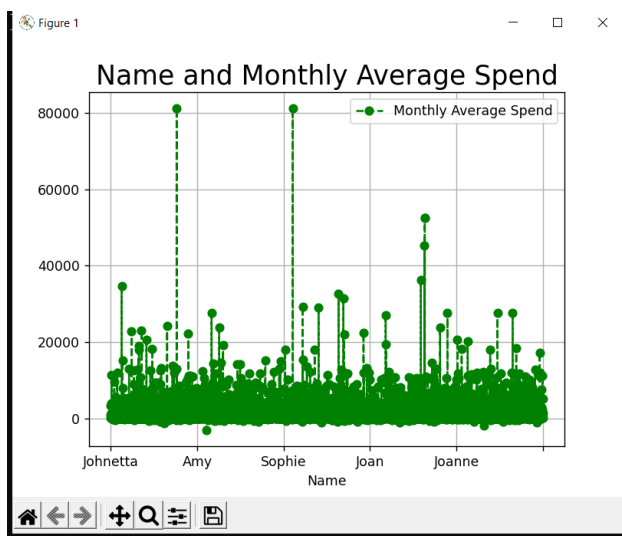 Figure 1
Name and Monthly Average Spend
Monthly Average Spend
80000
60000
40000
20000
0
Johnetta Amy Sophie Joan Joanne
Name